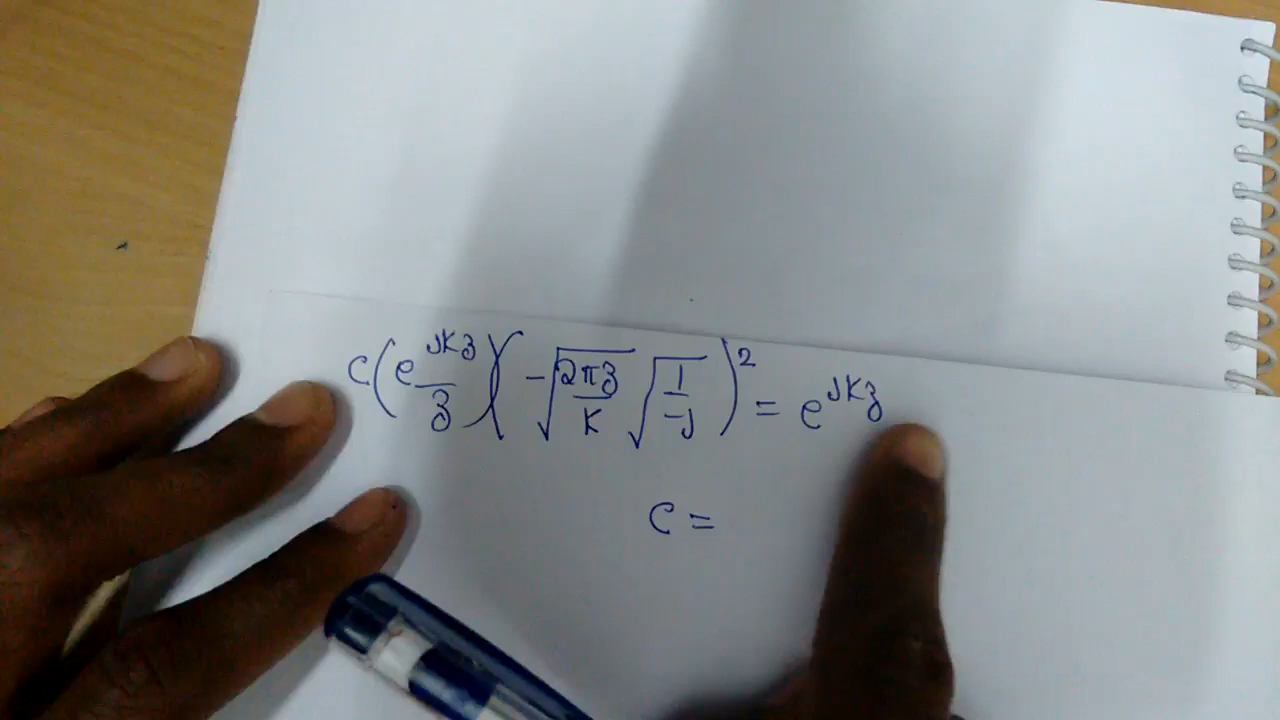 C(e^{jkz}/z)(-√(2πz/k) √(1/-j))² = e^{jkz}
C =